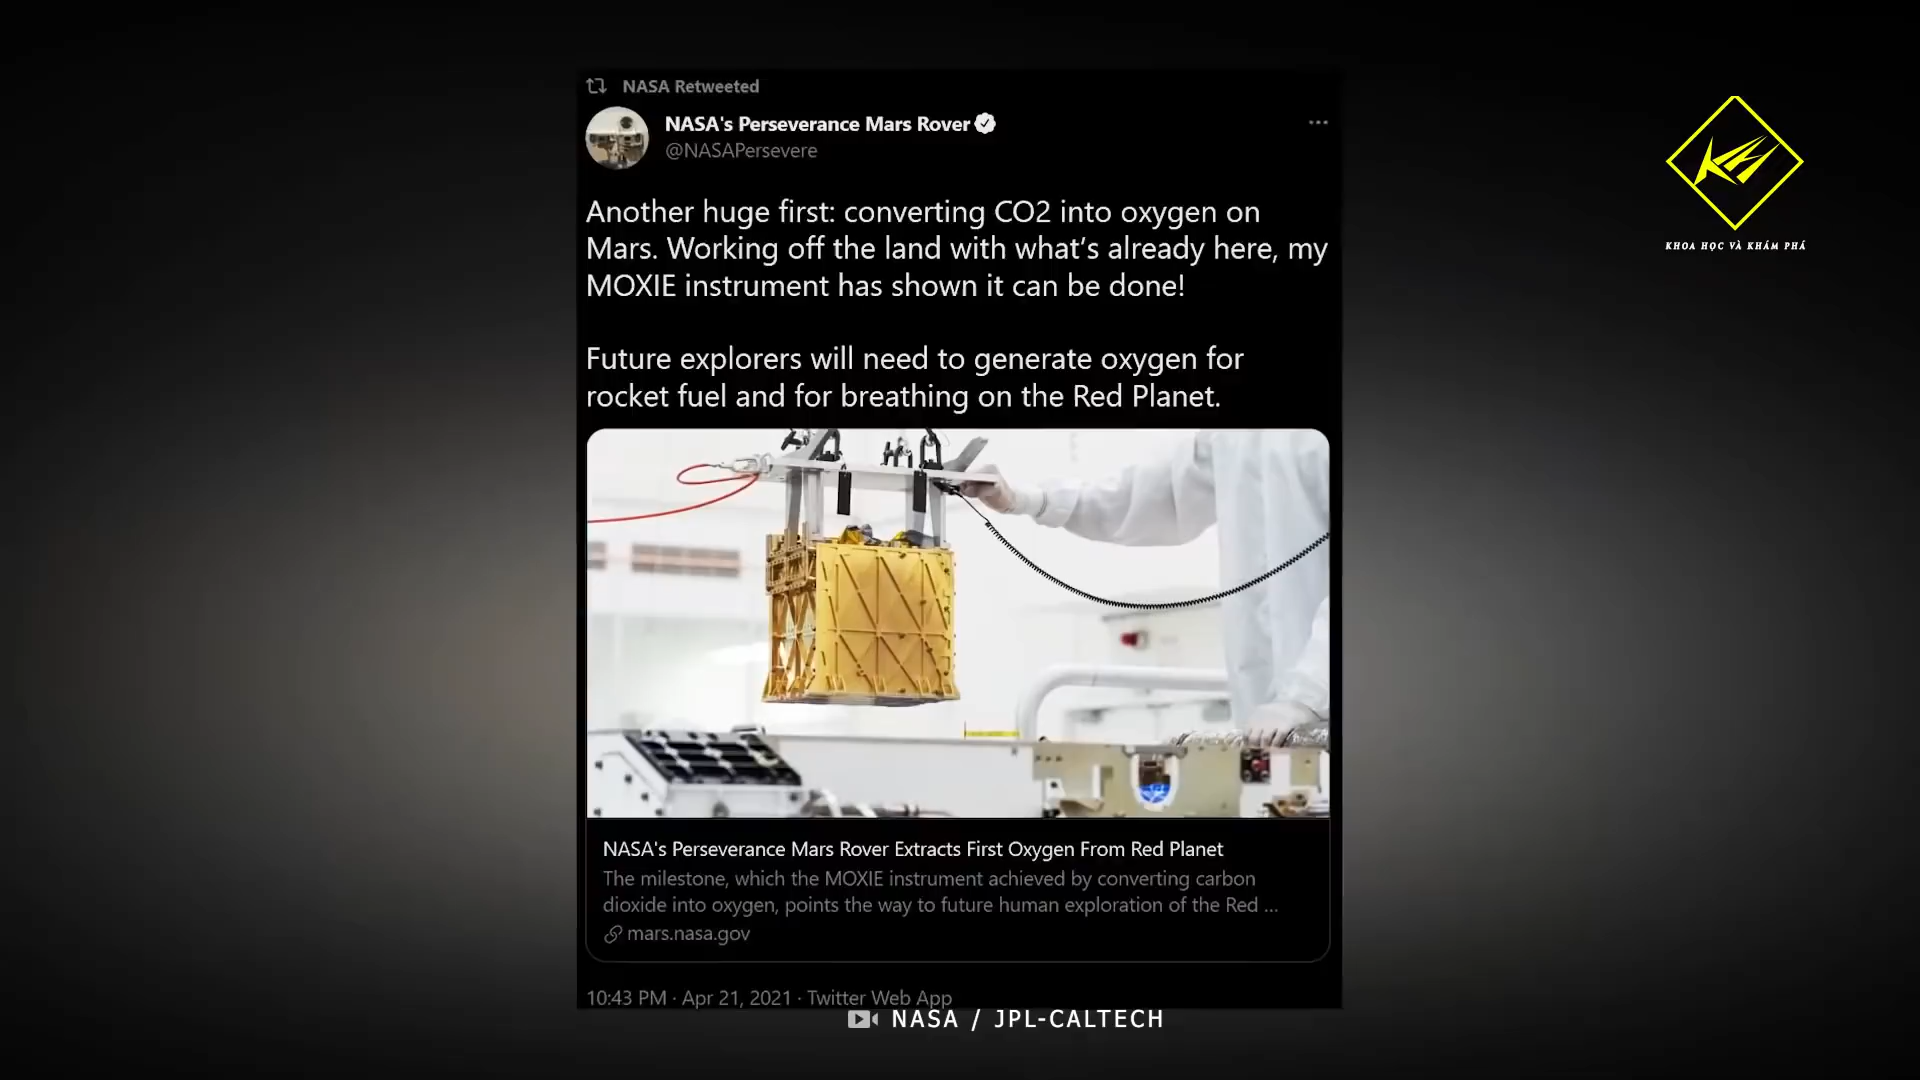 NASA Retweeted
NASA's Perseverance Mars Rover
@NASAPersevere
Another huge first: converting CO2 into oxygen on
Mars. Working off the land with what’s already here, my
MOXIE instrument has shown it can be done!
Future explorers will need to generate oxygen for
rocket fuel and for breathing on the Red Planet.
NASA's Perseverance Mars Rover Extracts First Oxygen From Red Planet
The milestone, which the MOXIE instrument achieved by converting carbon
dioxide into oxygen, points the way to future human exploration of the Red ...
mars.nasa.gov
10:43 PM · Apr 21, 2021 · Twitter Web App
NASA / JPL-CALTECH
KM
KHOA HỌC VÀ KHÁM PHÁ